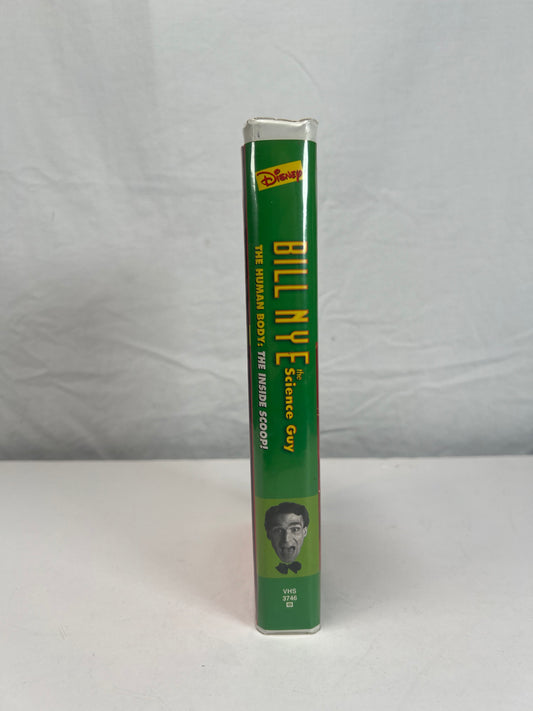 Disney
BILL NYE
the
Science Guy
THE HUMAN BODY: THE INSIDE SCOOP!
VHS
3746